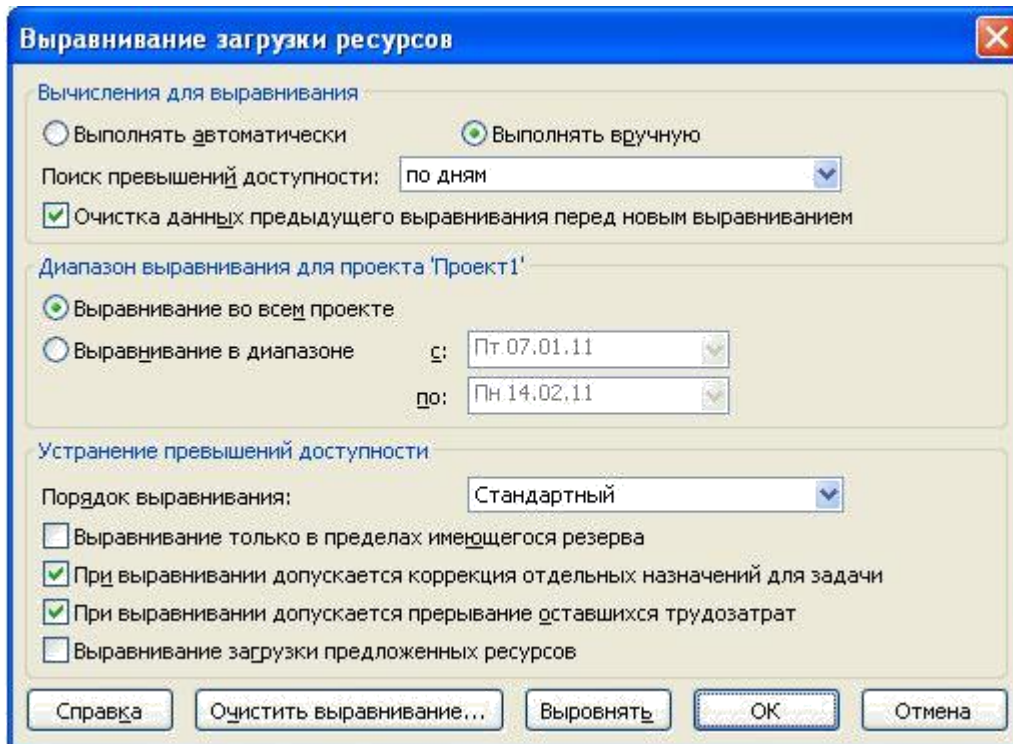 Выравнивание загрузки ресурсов
Вычисления для выравнивания
Выполнять автоматически Выполнять вручную
Поиск превышений доступности: по дням
Очистка данных предыдущего выравнивания перед новым выравниванием
Диапазон выравнивания для проекта 'Проект1'
Выравнивание во всем проекте
Выравнивание в диапазоне с: Пт 07.01.11
по: Пн 14.02.11
Устранение превышений доступности
Порядок выравнивания: Стандартный
Выравнивание только в пределах имеющегося резерва
При выравнивании допускается коррекция отдельных назначений для задачи
При выравнивании допускается прерывание оставшихся трудозатрат
Выравнивание загрузки предложенных ресурсов
Справка Очистить выравнивание... Выровнять ОК Отмена